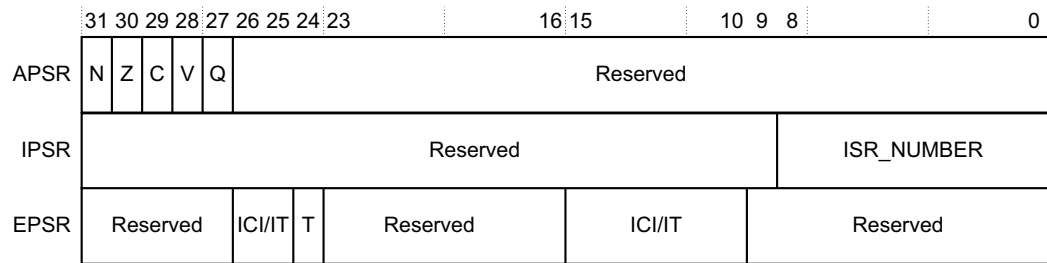 31 30 29 28 27 26 25 24 23 16 15 10 9 8 0
APSR N Z C V Q Reserved
IPSR Reserved ISR_NUMBER
EPSR Reserved ICI/IT T Reserved ICI/IT Reserved